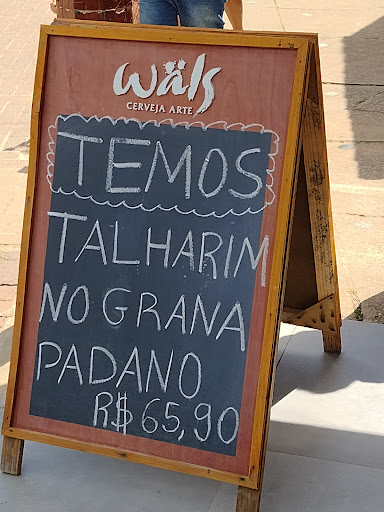 Wäls
CERVEJA ARTE
TEMOS
TALHARIM
NO GRANA
PADANO
R$ 65,90